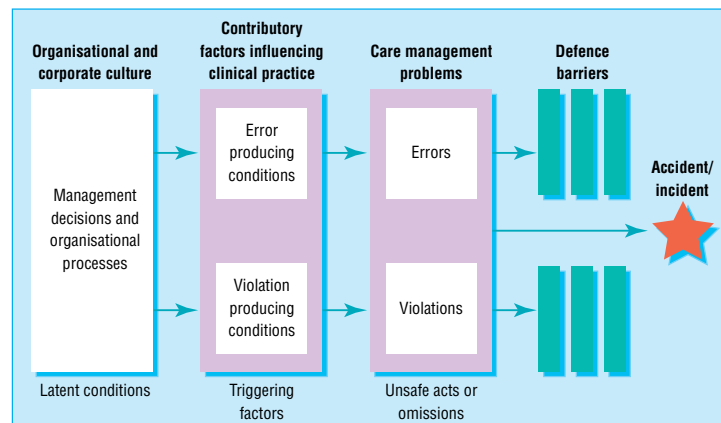 Organisational and
corporate culture
Contributory
factors influencing
clinical practice
Care management
problems
Defence
barriers
Management
decisions and
organisational
processes
Error
producing
conditions
Errors
Accident/
incident
Violation
producing
conditions
Violations
Latent conditions
Triggering
factors
Unsafe acts or
omissions